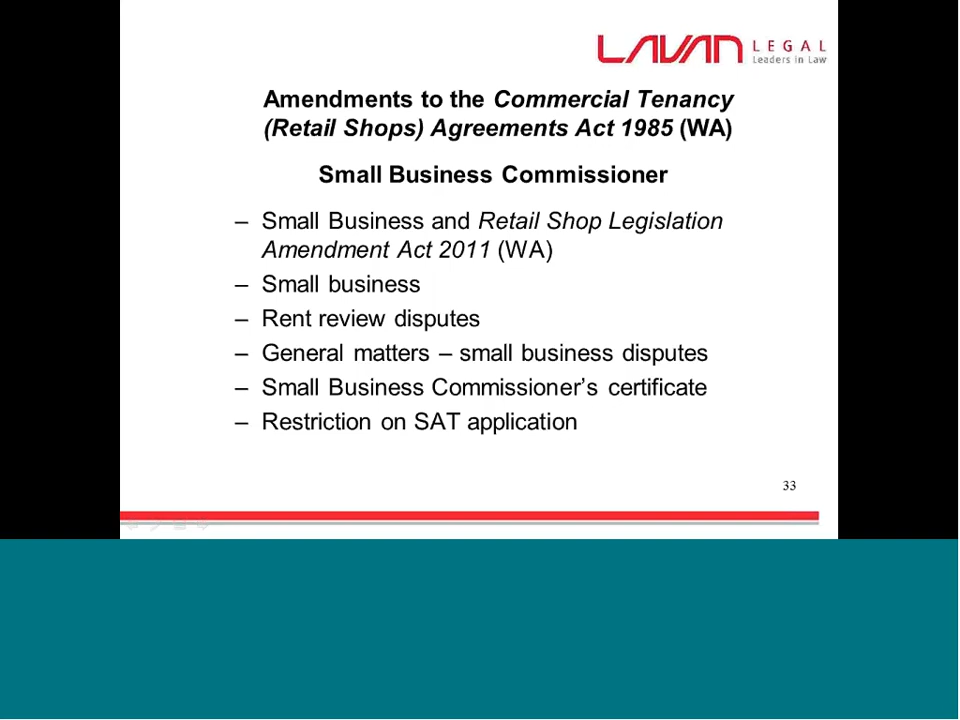 LAVAN LEGAL
Leaders in Law
Amendments to the Commercial Tenancy
(Retail Shops) Agreements Act 1985 (WA)
Small Business Commissioner
– Small Business and Retail Shop Legislation
Amendment Act 2011 (WA)
– Small business
– Rent review disputes
– General matters – small business disputes
– Small Business Commissioner’s certificate
– Restriction on SAT application
33